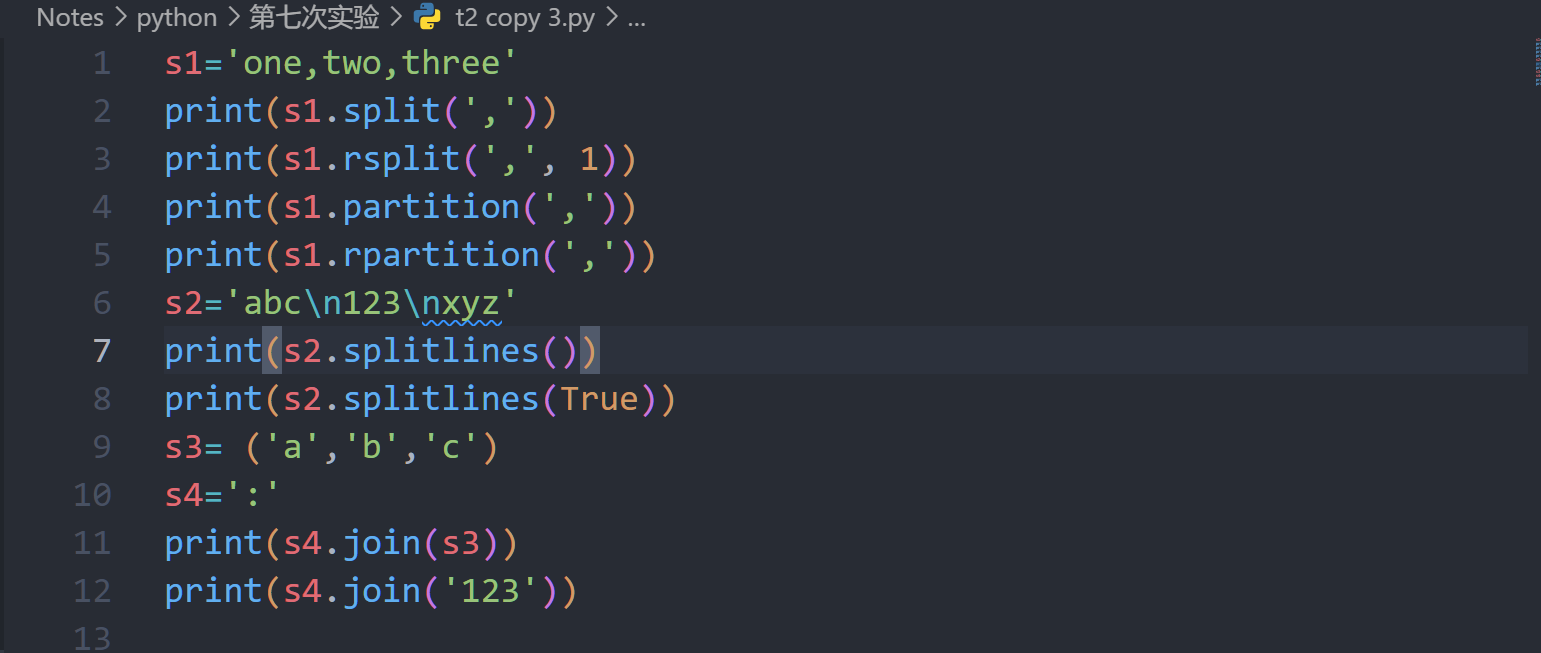 Notes > python > 第七次实验 > t2 copy 3.py > ...
1 s1='one,two,three'
2 print(s1.split(','))
3 print(s1.rsplit(',', 1))
4 print(s1.partition(','))
5 print(s1.rpartition(','))
6 s2='abc\n123\nxyz'
7 print(s2.splitlines())
8 print(s2.splitlines(True))
9 s3= ('a','b','c')
10 s4=':'
11 print(s4.join(s3))
12 print(s4.join('123'))
13